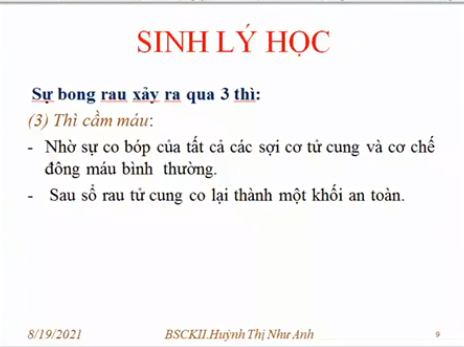 SINH LÝ HỌC
Sự bong rau xảy ra qua 3 thì:
(3) Thì cầm máu:
- Nhờ sự co bóp của tất cả các sợi cơ tử cung và cơ chế
đông máu bình thường.
- Sau sổ rau tử cung co lại thành một khối an toàn.
8/19/2021 BSCKII.Huỳnh Thị Như Anh 9